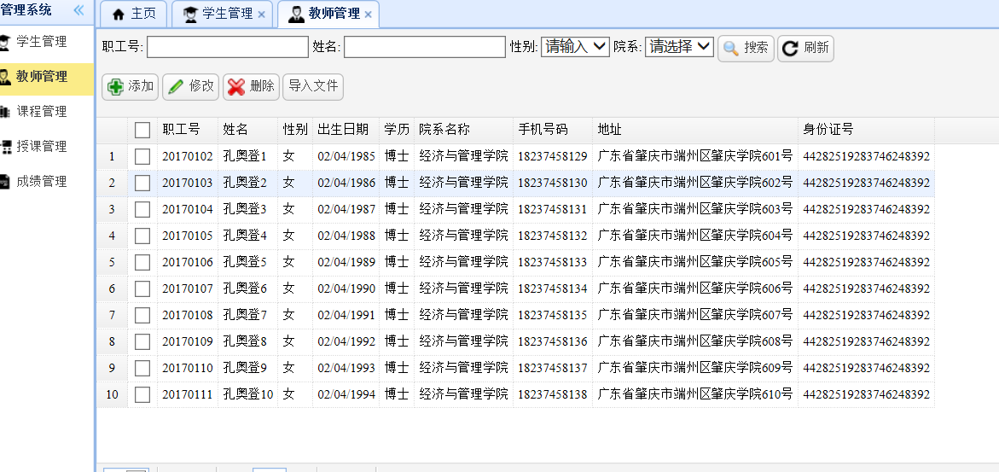 管理系统
主页 学生管理 教师管理
学生管理
教师管理
课程管理
授课管理
成绩管理
职工号: 姓名: 性别: 请输入 院系: 请选择 搜索 刷新
添加 修改 删除 导入文件
职工号 姓名 性别 出生日期 学历 院系名称 手机号码 地址 身份证号
1 20170102 孔奥登1 女 02/04/1985 博士 经济与管理学院 18237458129 广东省肇庆市端州区肇庆学院601号 44282519283746248392
2 20170103 孔奥登2 女 02/04/1986 博士 经济与管理学院 18237458130 广东省肇庆市端州区肇庆学院602号 44282519283746248392
3 20170104 孔奥登3 女 02/04/1987 博士 经济与管理学院 18237458131 广东省肇庆市端州区肇庆学院603号 44282519283746248392
4 20170105 孔奥登4 女 02/04/1988 博士 经济与管理学院 18237458132 广东省肇庆市端州区肇庆学院604号 44282519283746248392
5 20170106 孔奥登5 女 02/04/1989 博士 经济与管理学院 18237458133 广东省肇庆市端州区肇庆学院605号 44282519283746248392
6 20170107 孔奥登6 女 02/04/1990 博士 经济与管理学院 18237458134 广东省肇庆市端州区肇庆学院606号 44282519283746248392
7 20170108 孔奥登7 女 02/04/1991 博士 经济与管理学院 18237458135 广东省肇庆市端州区肇庆学院607号 44282519283746248392
8 20170109 孔奥登8 女 02/04/1992 博士 经济与管理学院 18237458136 广东省肇庆市端州区肇庆学院608号 44282519283746248392
9 20170110 孔奥登9 女 02/04/1993 博士 经济与管理学院 18237458137 广东省肇庆市端州区肇庆学院609号 44282519283746248392
10 20170111 孔奥登10 女 02/04/1994 博士 经济与管理学院 18237458138 广东省肇庆市端州区肇庆学院610号 44282519283746248392